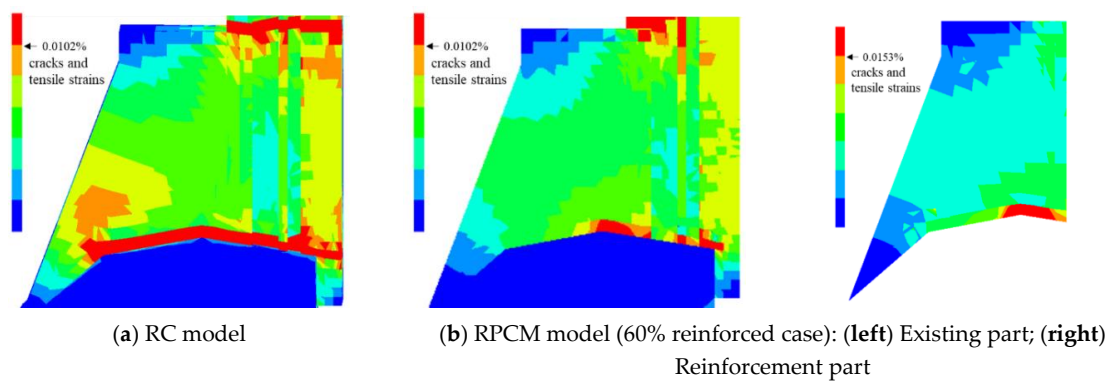 0.0102%
cracks and
tensile strains
0.0102%
cracks and
tensile strains
0.0153%
cracks and
tensile strains
(a) RC model
(b) RPCM model (60% reinforced case): (left) Existing part; (right)
Reinforcement part